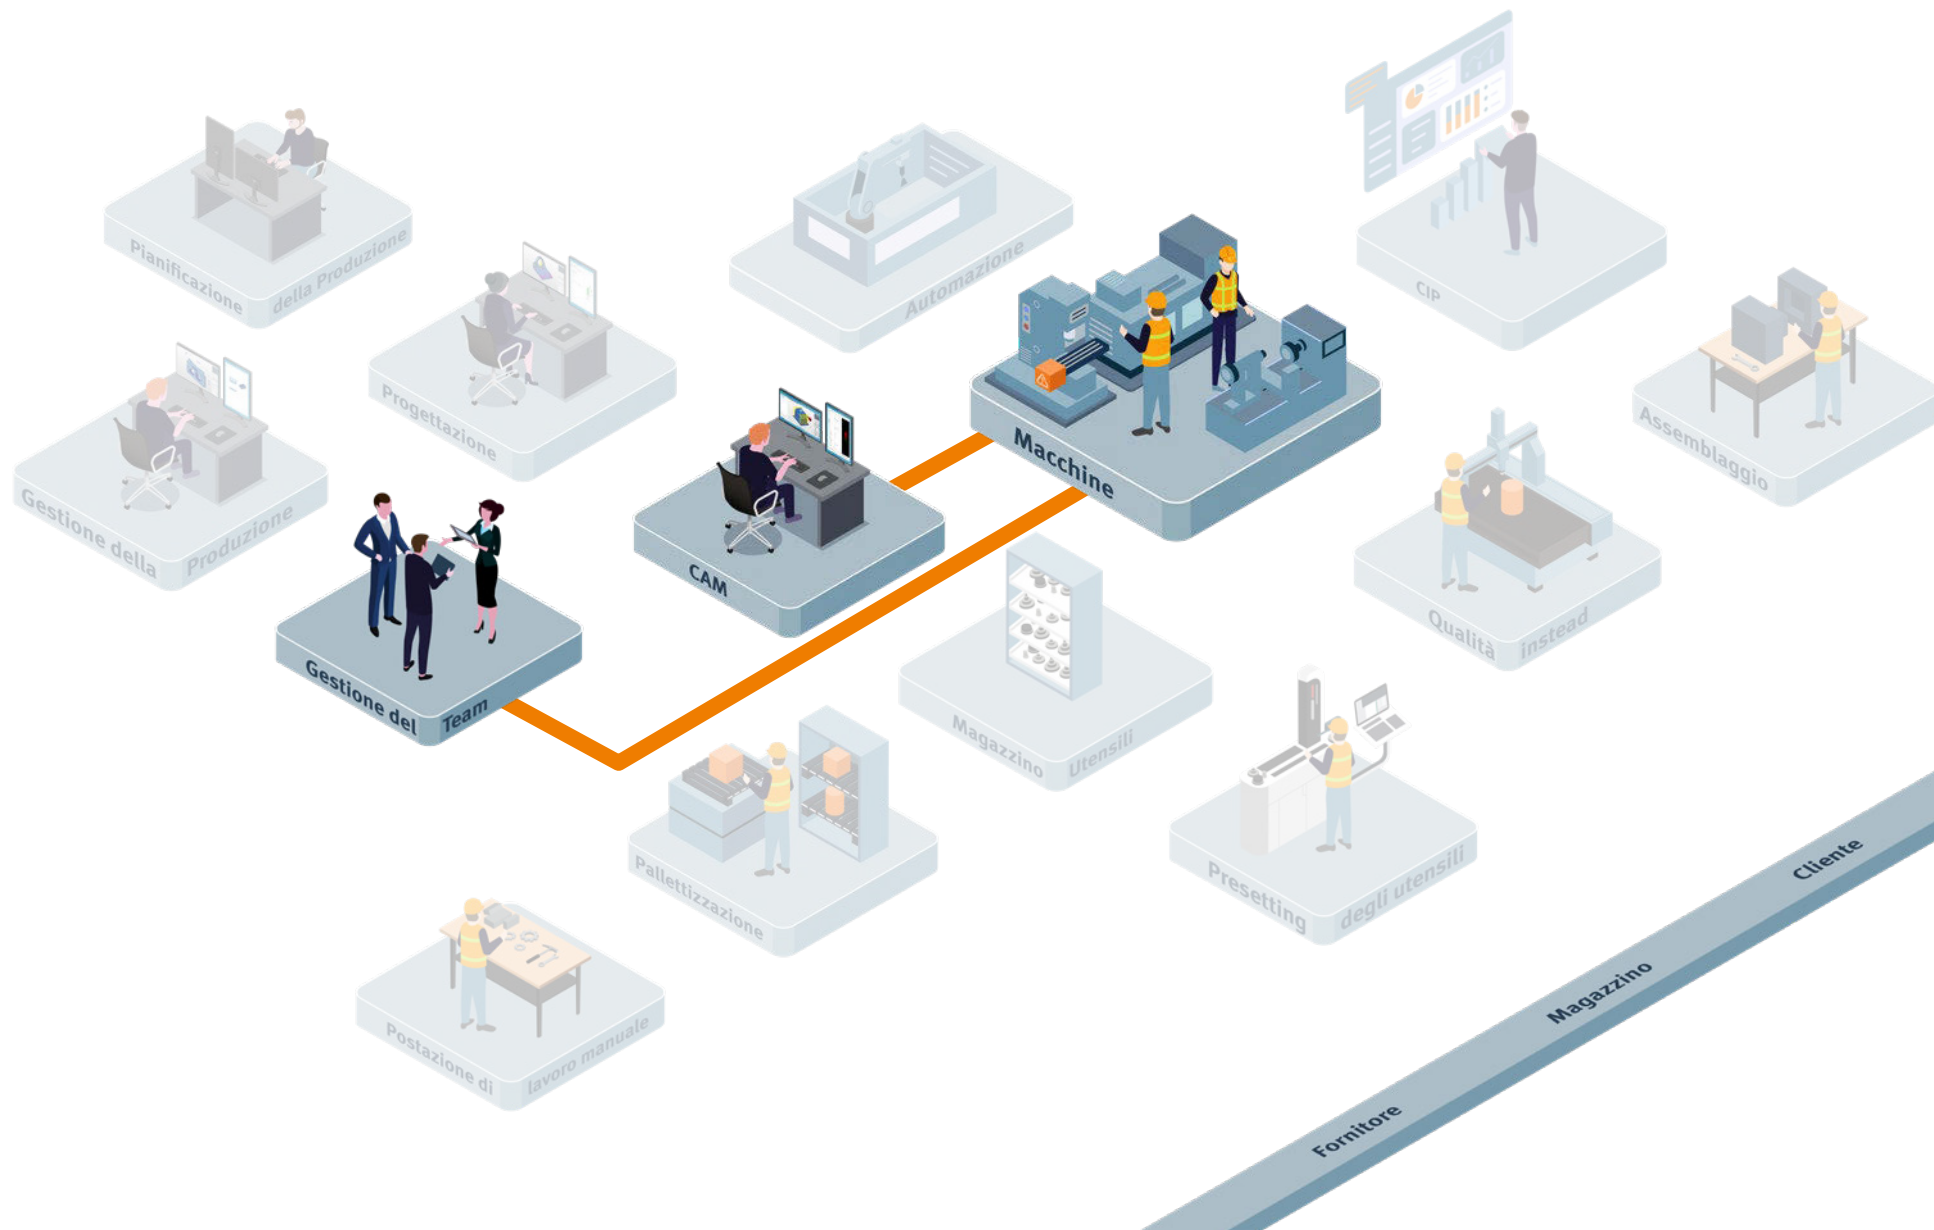 Pianificazione della Produzione
Automazione
CIP
Progettazione
Gestione della Produzione
Macchine
Assemblaggio
CAM
Qualità instead
Gestione del Team
Magazzino Utensili
Pallettizzazione
Presetting degli utensili
Postazione di lavoro manuale
Cliente
Magazzino
Fornitore